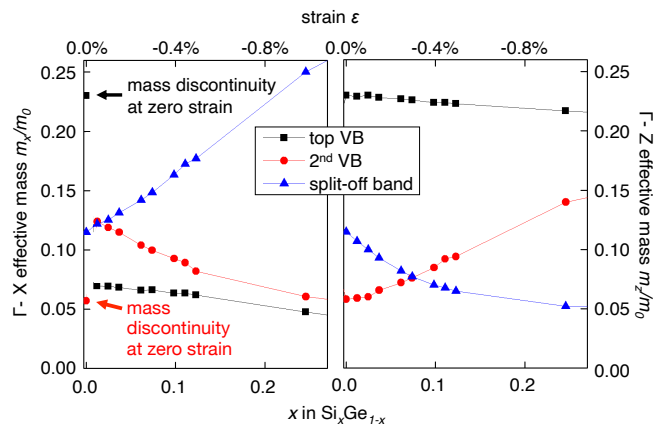 strain ε
0.0% -0.4% -0.8% 0.0% -0.4% -0.8%
0.25
0.20
0.15
0.10
0.05
0.00
Γ- X effective mass mx/m0
mass discontinuity
at zero strain
mass
discontinuity
at zero strain
top VB
2nd VB
split-off band
0.25
0.20
0.15
0.10
0.05
0.00
Γ- Z effective mass mz/m0
0.0 0.1 0.2 0.0 0.1 0.2
x in SixGe1-x